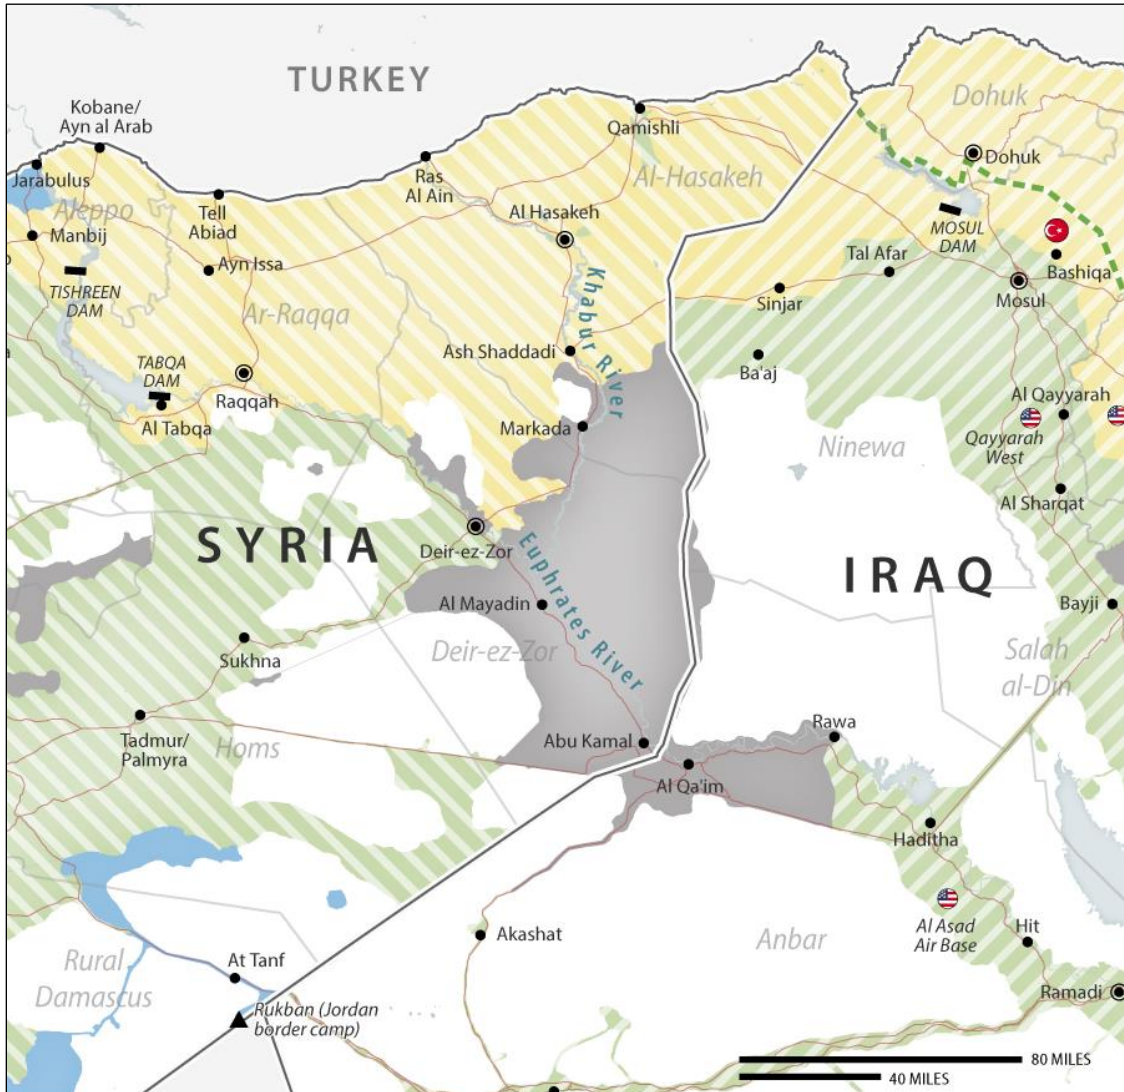 TURKEY
Dohuk
Kobane/
Ayn al Arab
Qamishli
Dohuk
Jarabulus
Ras
Al Ain
Al-Hasakeh
Aleppo
Tell
Abiad
Al Hasakeh
MOSUL
DAM
Manbij
Tal Afar
Bashiqa
Ayn Issa
TISHREEN
DAM
Khabur River
Sinjar
Mosul
Ar-Raqqa
Ash Shaddadi
TABQA
DAM
Ba'aj
Raqqah
Al Qayyarah
Al Tabqa
Markada
Ninewa
Qayyarah
West
Al Sharqat
SYRIA
Deir-ez-Zor
Euphrates River
IRAQ
Al Mayadin
Bayji
Deir-ez-Zor
Sukhna
Salah
al-Din
Tadmur/
Palmyra
Homs
Abu Kamal
Rawa
Al Qa'im
Haditha
Al Asad
Air Base
Hit
Akashat
Anbar
Rural
Damascus
At Tanf
Ramadi
Rukban (Jordan
border camp)
80 MILES
40 MILES